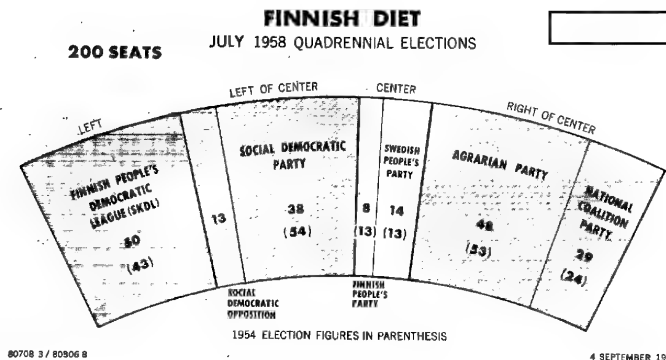 FINNISH DIET
JULY 1958 QUADRENNIAL ELECTIONS
200 SEATS
LEFT
LEFT OF CENTER
CENTER
RIGHT OF CENTER
FINNISH PEOPLE'S
DEMOCRATIC
LEAGUE (SKDL)
50
(43)
13
SOCIAL DEMOCRATIC
PARTY
38
(54)
8
(13)
SWEDISH
PEOPLE'S
PARTY
14
(13)
AGRARIAN PARTY
48
(53)
NATIONAL
COALITION
PARTY
29
(24)
SOCIAL
DEMOCRATIC
OPPOSITION
FINNISH
PEOPLE'S
PARTY
1954 ELECTION FIGURES IN PARENTHESIS
80708 3 / 80906 8
4 SEPTEMBER 19